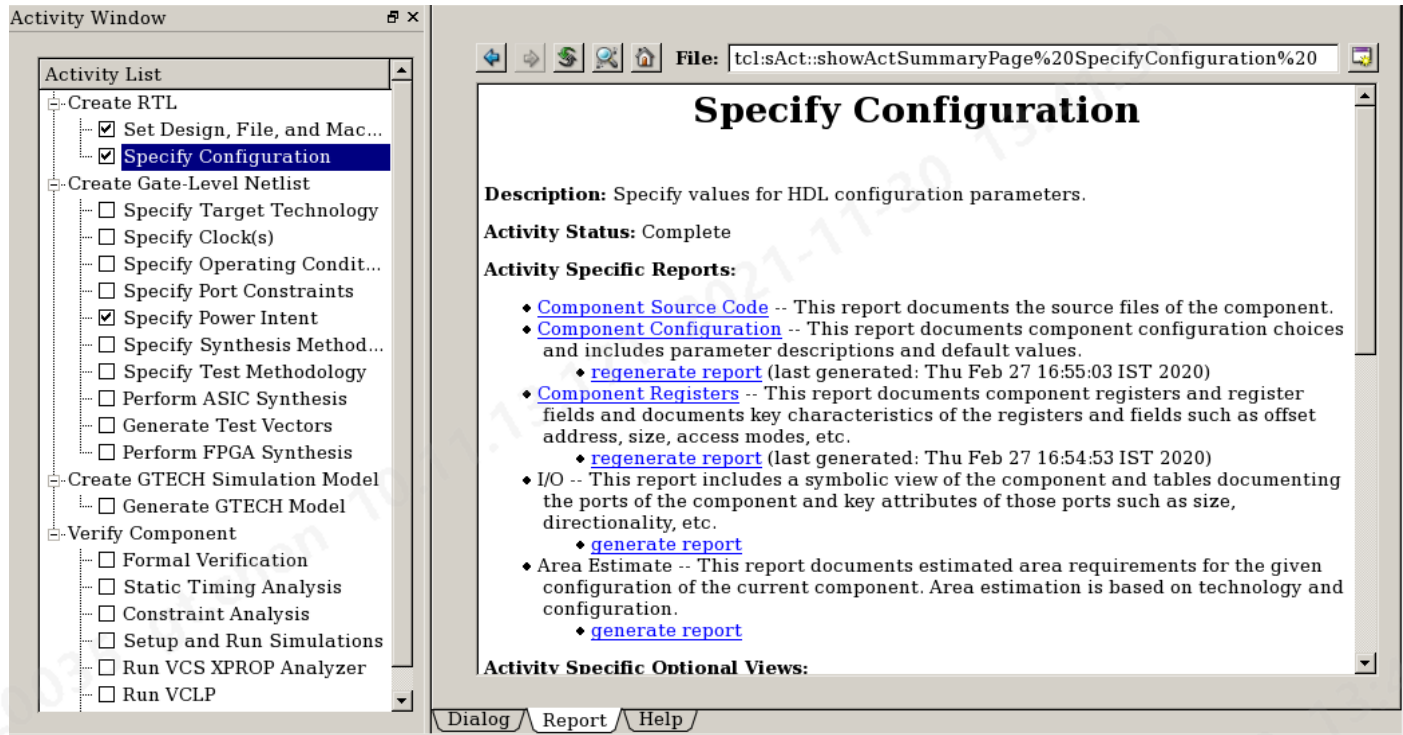 Activity Window
Activity List
Create RTL
Set Design, File, and Mac...
Specify Configuration
Create Gate-Level Netlist
Specify Target Technology
Specify Clock(s)
Specify Operating Condit...
Specify Port Constraints
Specify Power Intent
Specify Synthesis Method...
Specify Test Methodology
Perform ASIC Synthesis
Generate Test Vectors
Perform FPGA Synthesis
Create GTECH Simulation Model
Generate GTECH Model
Verify Component
Formal Verification
Static Timing Analysis
Constraint Analysis
Setup and Run Simulations
Run VCS XPROP Analyzer
Run VCLP
File: tcl:sAct::showActSummaryPage%20SpecifyConfiguration%20
Specify Configuration
Description: Specify values for HDL configuration parameters.
Activity Status: Complete
Activity Specific Reports:
Component Source Code -- This report documents the source files of the component.
Component Configuration -- This report documents component configuration choices
and includes parameter descriptions and default values.
regenerate report (last generated: Thu Feb 27 16:55:03 IST 2020)
Component Registers -- This report documents component registers and register
fields and documents key characteristics of the registers and fields such as offset
address, size, access modes, etc.
regenerate report (last generated: Thu Feb 27 16:54:53 IST 2020)
I/O -- This report includes a symbolic view of the component and tables documenting
the ports of the component and key attributes of those ports such as size,
directionality, etc.
generate report
Area Estimate -- This report documents estimated area requirements for the given
configuration of the current component. Area estimation is based on technology and
configuration.
generate report
Activity Specific Optional Views:
Dialog
Report
Help